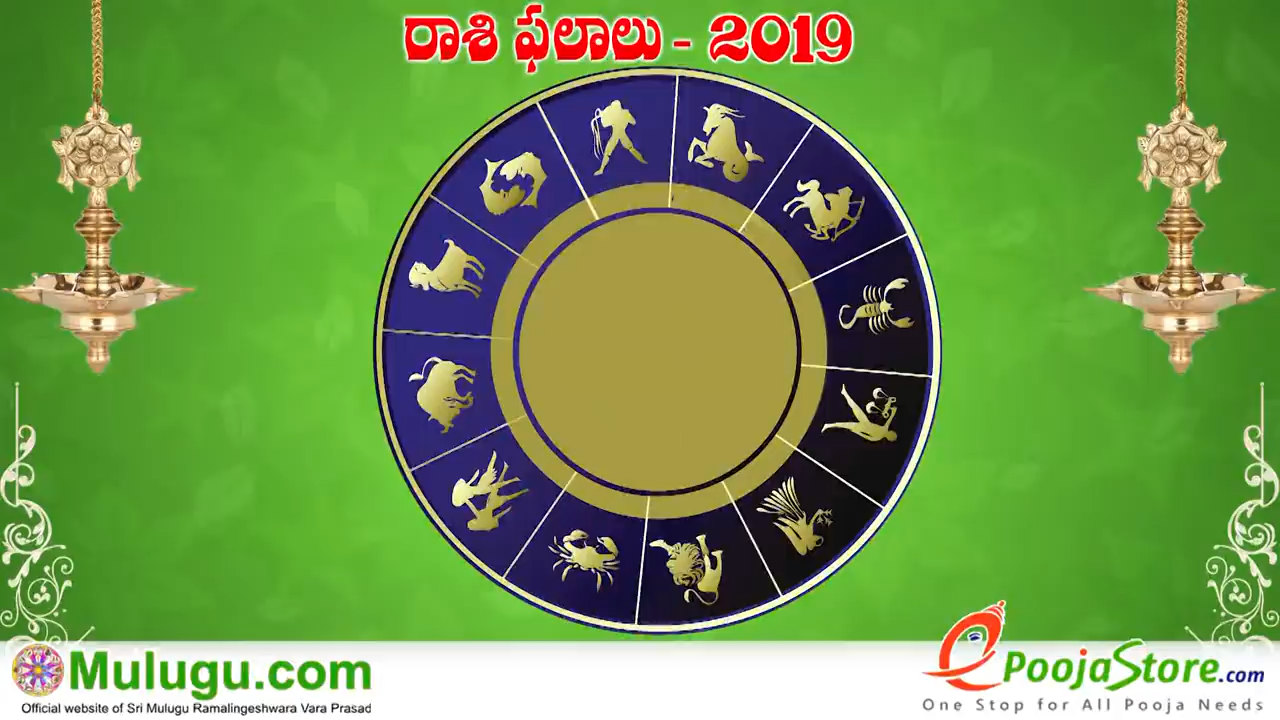 రాశి ఫలాలు - 2019
Mulugu.com
Official website of Sri Mulugu Ramalingeshwara Vara Prasad
ePoojaStore.com
One Stop for All Pooja Needs